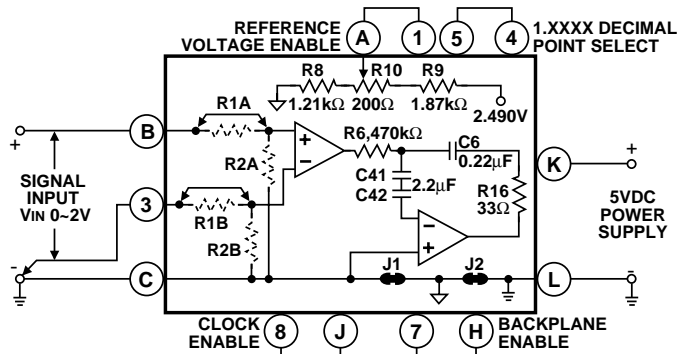 REFERENCE
VOLTAGE ENABLE
A
1
5
4
1.XXXX DECIMAL
POINT SELECT
R8
1.21kΩ
R10
200Ω
R9
1.87kΩ
2.490V
R1A
B
+
R2A
+
−
R6,470kΩ
C6
0.22µF
C41
C42
2.2µF
R16
33Ω
K
+
SIGNAL
INPUT
VIN 0~2V
3
R1B
R2B
−
+
5VDC
POWER
SUPPLY
-
C
J1
J2
L
-
CLOCK
ENABLE
8
J
7
H
BACKPLANE
ENABLE